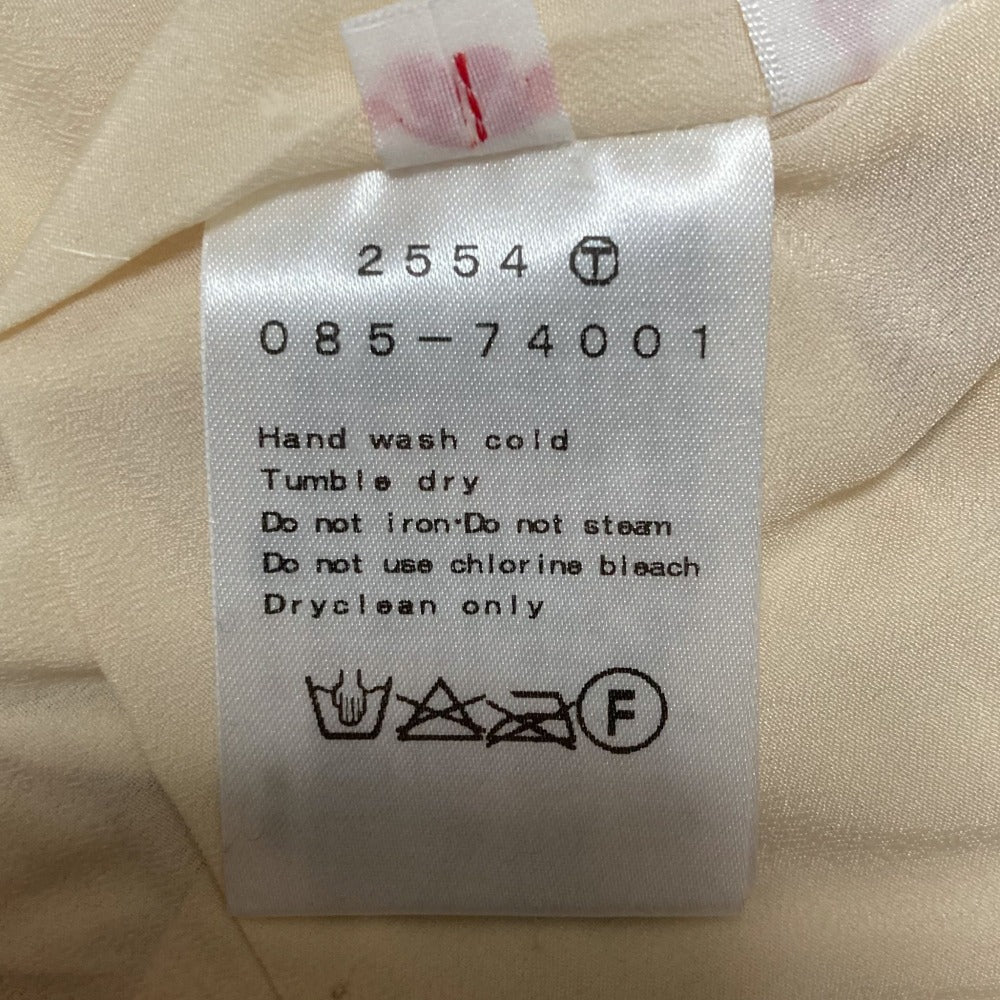 2554 Ⓣ
085-74001
Hand wash cold
Tumble dry
Do not iron·Do not steam
Do not use chlorine bleach
Dryclean only
F